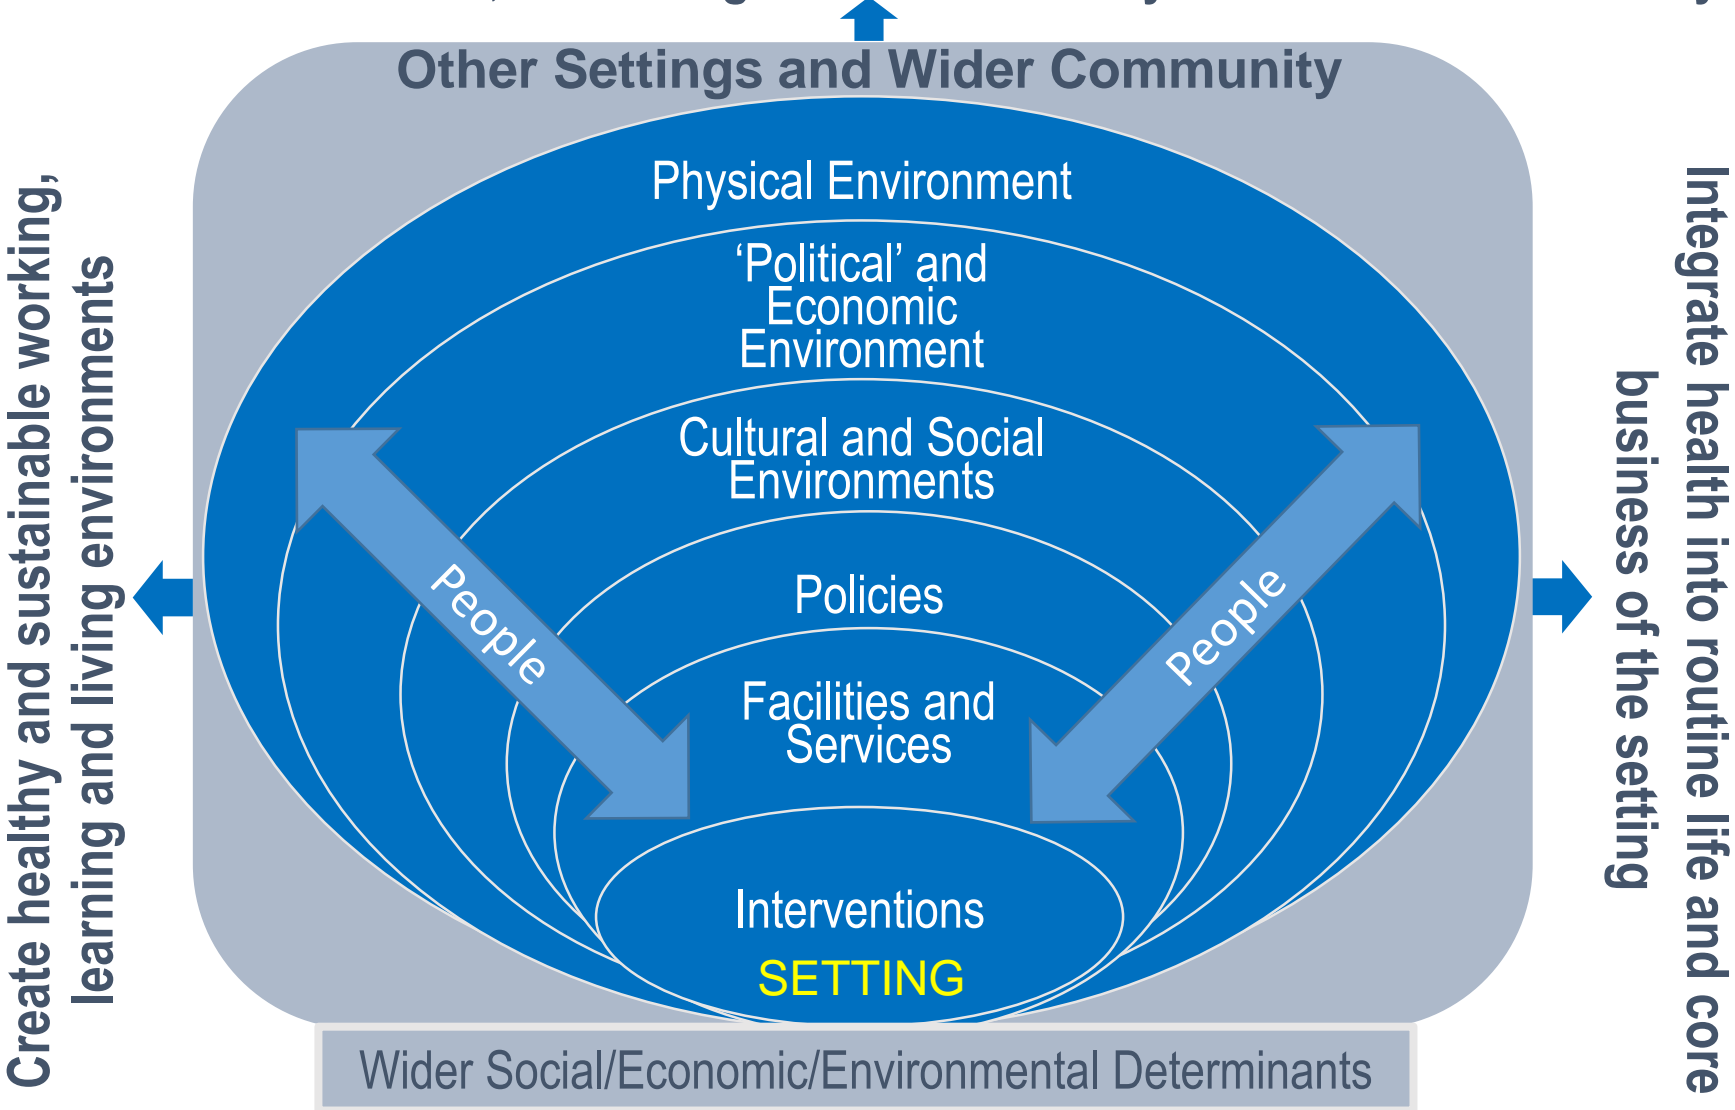 Other Settings and Wider Community
Physical Environment
‘Political’ and
Economic
Environment
Cultural and Social
Environments
Policies
Facilities and
Services
Interventions
SETTING
People
People
Wider Social/Economic/Environmental Determinants
Create healthy and sustainable working,
learning and living environments
Integrate health into routine life and core
business of the setting